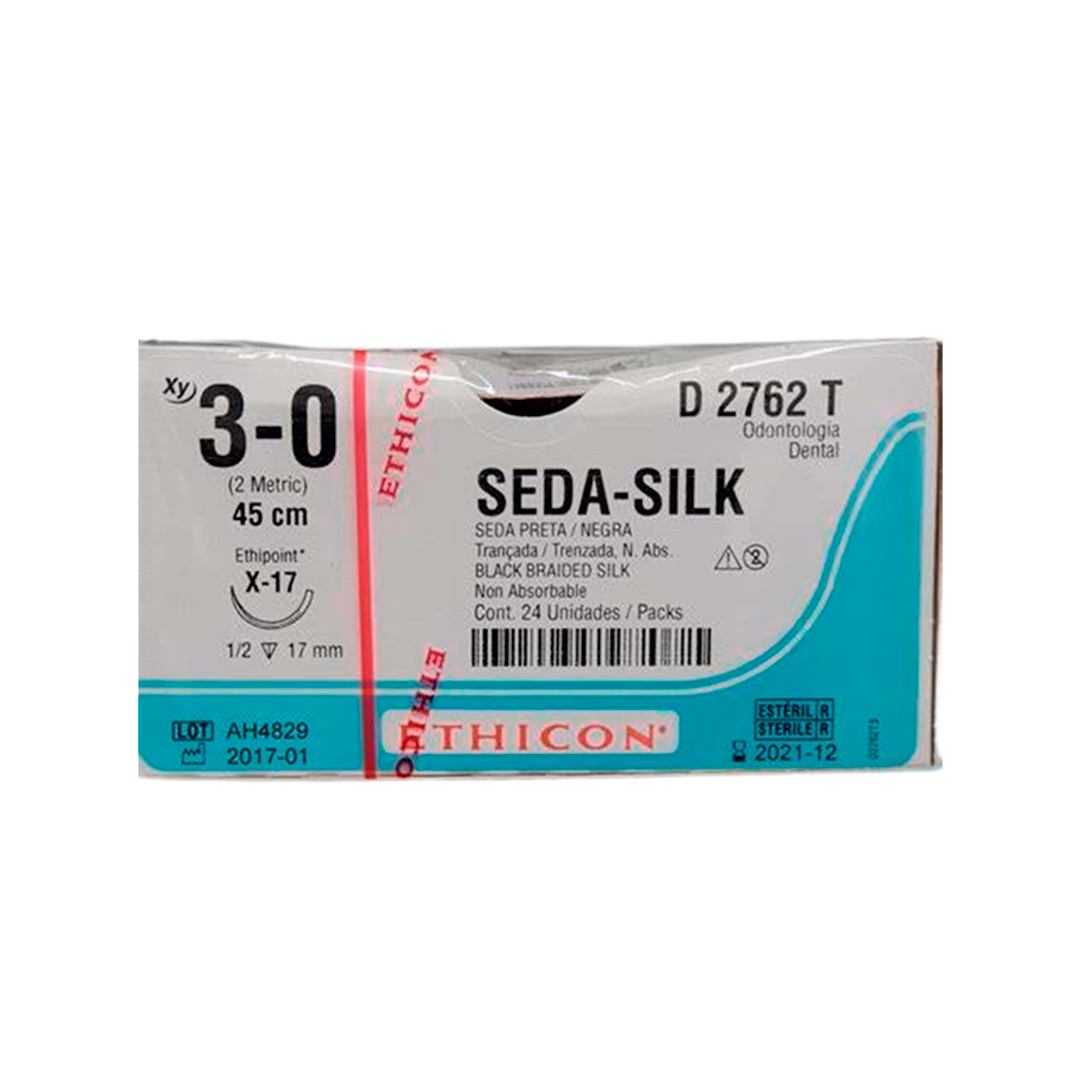 Xy
3-0
(2 Metric)
45 cm
Ethipoint*
X-17
1/2 17 mm
LOT AH4829
2017-01
ETHICON
ETHICO
D 2762 T
Odontologia
Dental
SEDA-SILK
SEDA PRETA / NEGRA
Trançada / Trenzada, N. Abs.
BLACK BRAIDED SILK
Non Absorbable
Cont. 24 Unidades / Packs
ETHICON®
ESTÉRIL R
STERILE R
2021-12